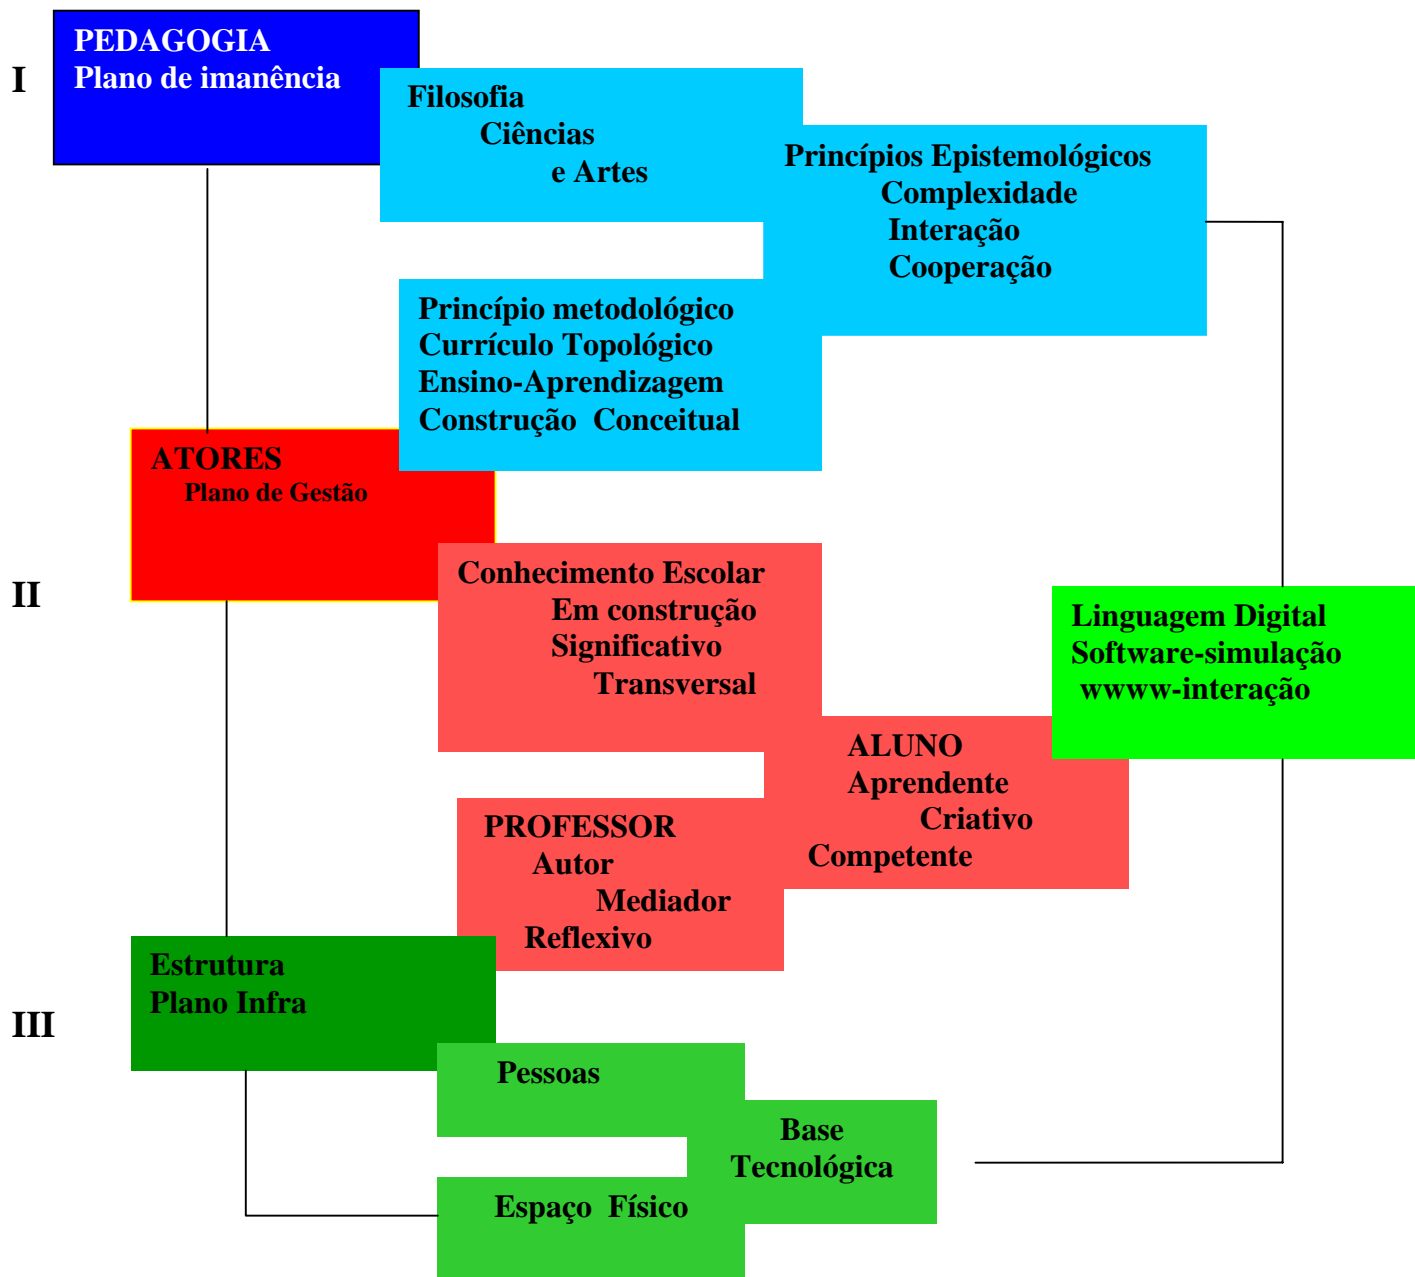 I
PEDAGOGIA
Plano de imanência
Filosofia
Ciências
e Artes
Princípios Epistemológicos
Complexidade
Interação
Cooperação
Princípio metodológico
Currículo Topológico
Ensino-Aprendizagem
Construção  Conceitual
II
ATORES
Plano de Gestão
Conhecimento Escolar
Em construção
Significativo
Transversal
Linguagem Digital
Software-simulação
wwww-interação
ALUNO
Aprendente
Criativo
Competente
PROFESSOR
Autor
Mediador
Reflexivo
III
Estrutura
Plano Infra
Pessoas
Base
Tecnológica
Espaço  Físico